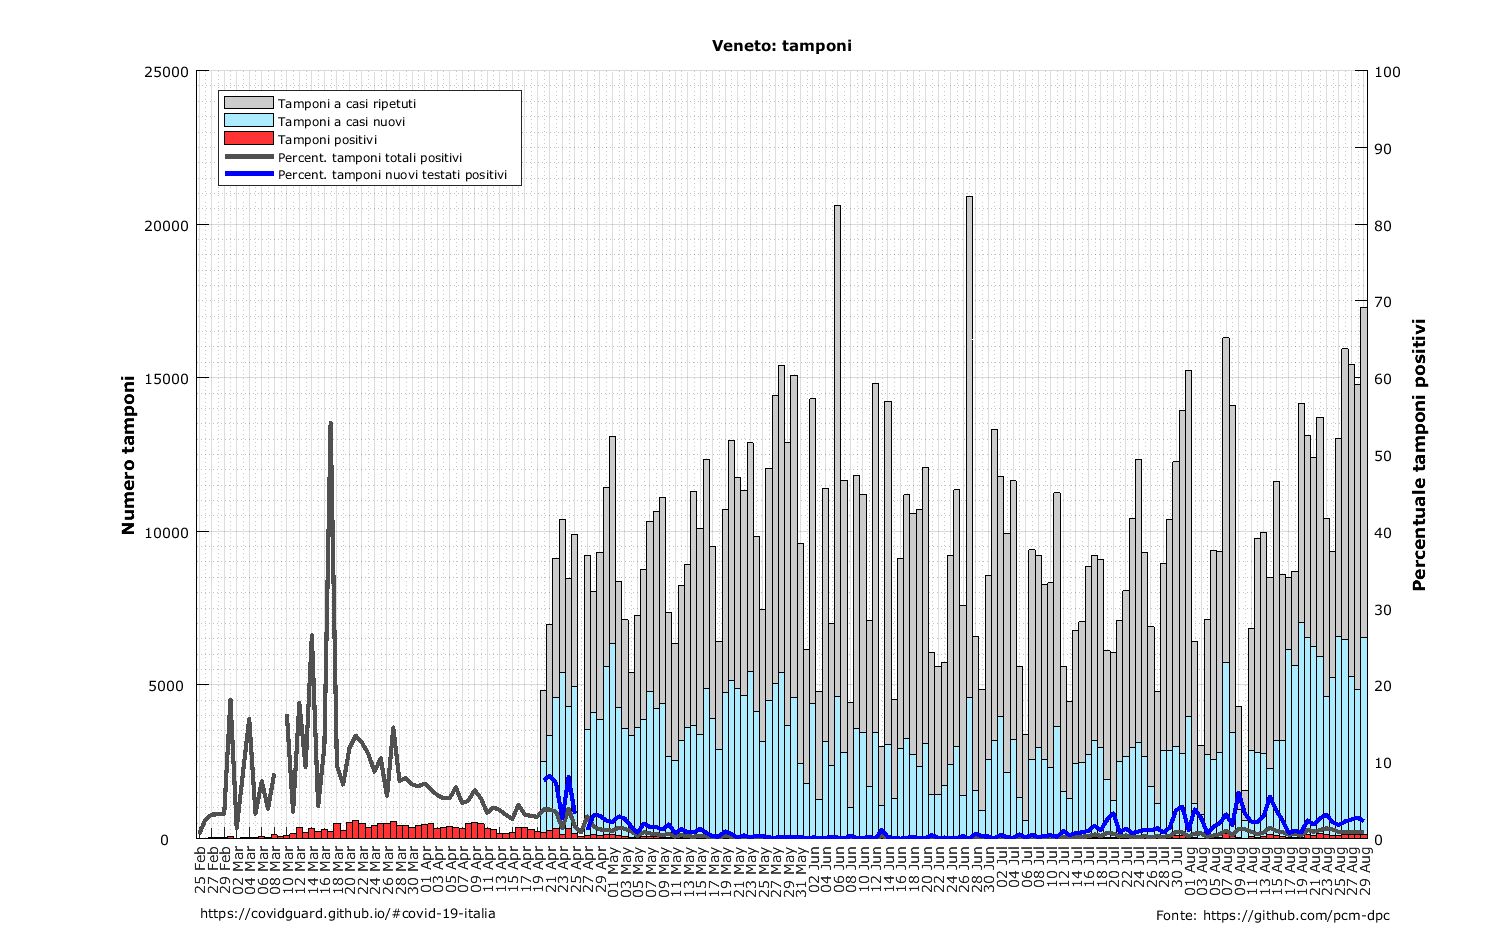 Veneto: tamponi
25000
20000
15000
10000
5000
0
Numero tamponi
Tamponi a casi ripetuti
Tamponi a casi nuovi
Tamponi positivi
Percent. tamponi totali positivi
Percent. tamponi nuovi testati positivi
100
90
80
70
60
50
40
30
20
10
0
Percentuale tamponi positivi
25 Feb
27 Feb
29 Feb
02 Mar
04 Mar
06 Mar
08 Mar
10 Mar
12 Mar
14 Mar
16 Mar
18 Mar
20 Mar
22 Mar
24 Mar
26 Mar
28 Mar
30 Mar
01 Apr
03 Apr
05 Apr
07 Apr
09 Apr
11 Apr
13 Apr
15 Apr
17 Apr
19 Apr
21 Apr
23 Apr
25 Apr
27 Apr
29 Apr
01 May
03 May
05 May
07 May
09 May
11 May
13 May
15 May
17 May
19 May
21 May
23 May
25 May
27 May
29 May
31 May
02 Jun
04 Jun
06 Jun
08 Jun
10 Jun
12 Jun
14 Jun
16 Jun
18 Jun
20 Jun
22 Jun
24 Jun
26 Jun
28 Jun
30 Jun
02 Jul
04 Jul
06 Jul
08 Jul
10 Jul
12 Jul
14 Jul
16 Jul
18 Jul
20 Jul
22 Jul
24 Jul
26 Jul
28 Jul
30 Jul
01 Aug
03 Aug
05 Aug
07 Aug
09 Aug
11 Aug
13 Aug
15 Aug
17 Aug
19 Aug
21 Aug
23 Aug
25 Aug
27 Aug
29 Aug
https://covidguard.github.io/#covid-19-italia
Fonte: https://github.com/pcm-dpc